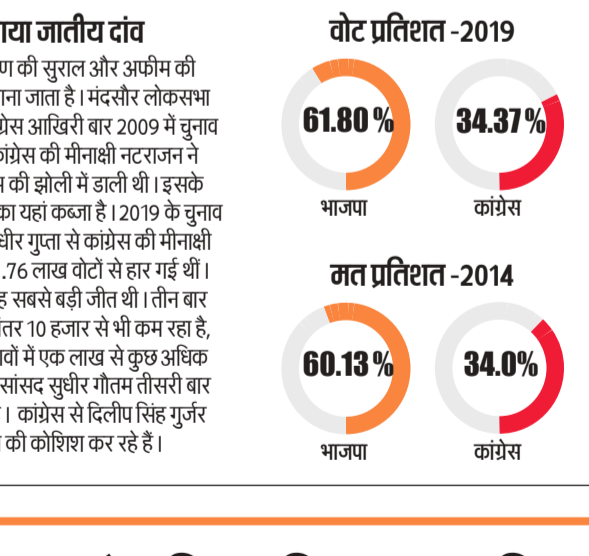 जातीय दांव
की सुराल और अफीम की
जाता है। मंदसौर लोकसभा
आखिरी बार 2009 में चुनाव
की मीनाक्षी नटराजन ने
की झोली में डाली थी। इसके
यहां कब्जा है। 2019 के चुनाव
गुप्ता से कांग्रेस की मीनाक्षी
.76 लाख वोटों से हार गई थीं।
सबसे बड़ी जीत थी। तीन बार
10 हजार से भी कम रहा है,
में एक लाख से कुछ अधिक
सांसद सुधीर गौतम तीसरी बार
। कांग्रेस से दिलीप सिंह गुर्जर
की कोशिश कर रहे हैं।
वोट प्रतिशत -2019
61.80% 34.37%
भाजपा कांग्रेस
मत प्रतिशत -2014
60.13% 34.0%
भाजपा कांग्रेस